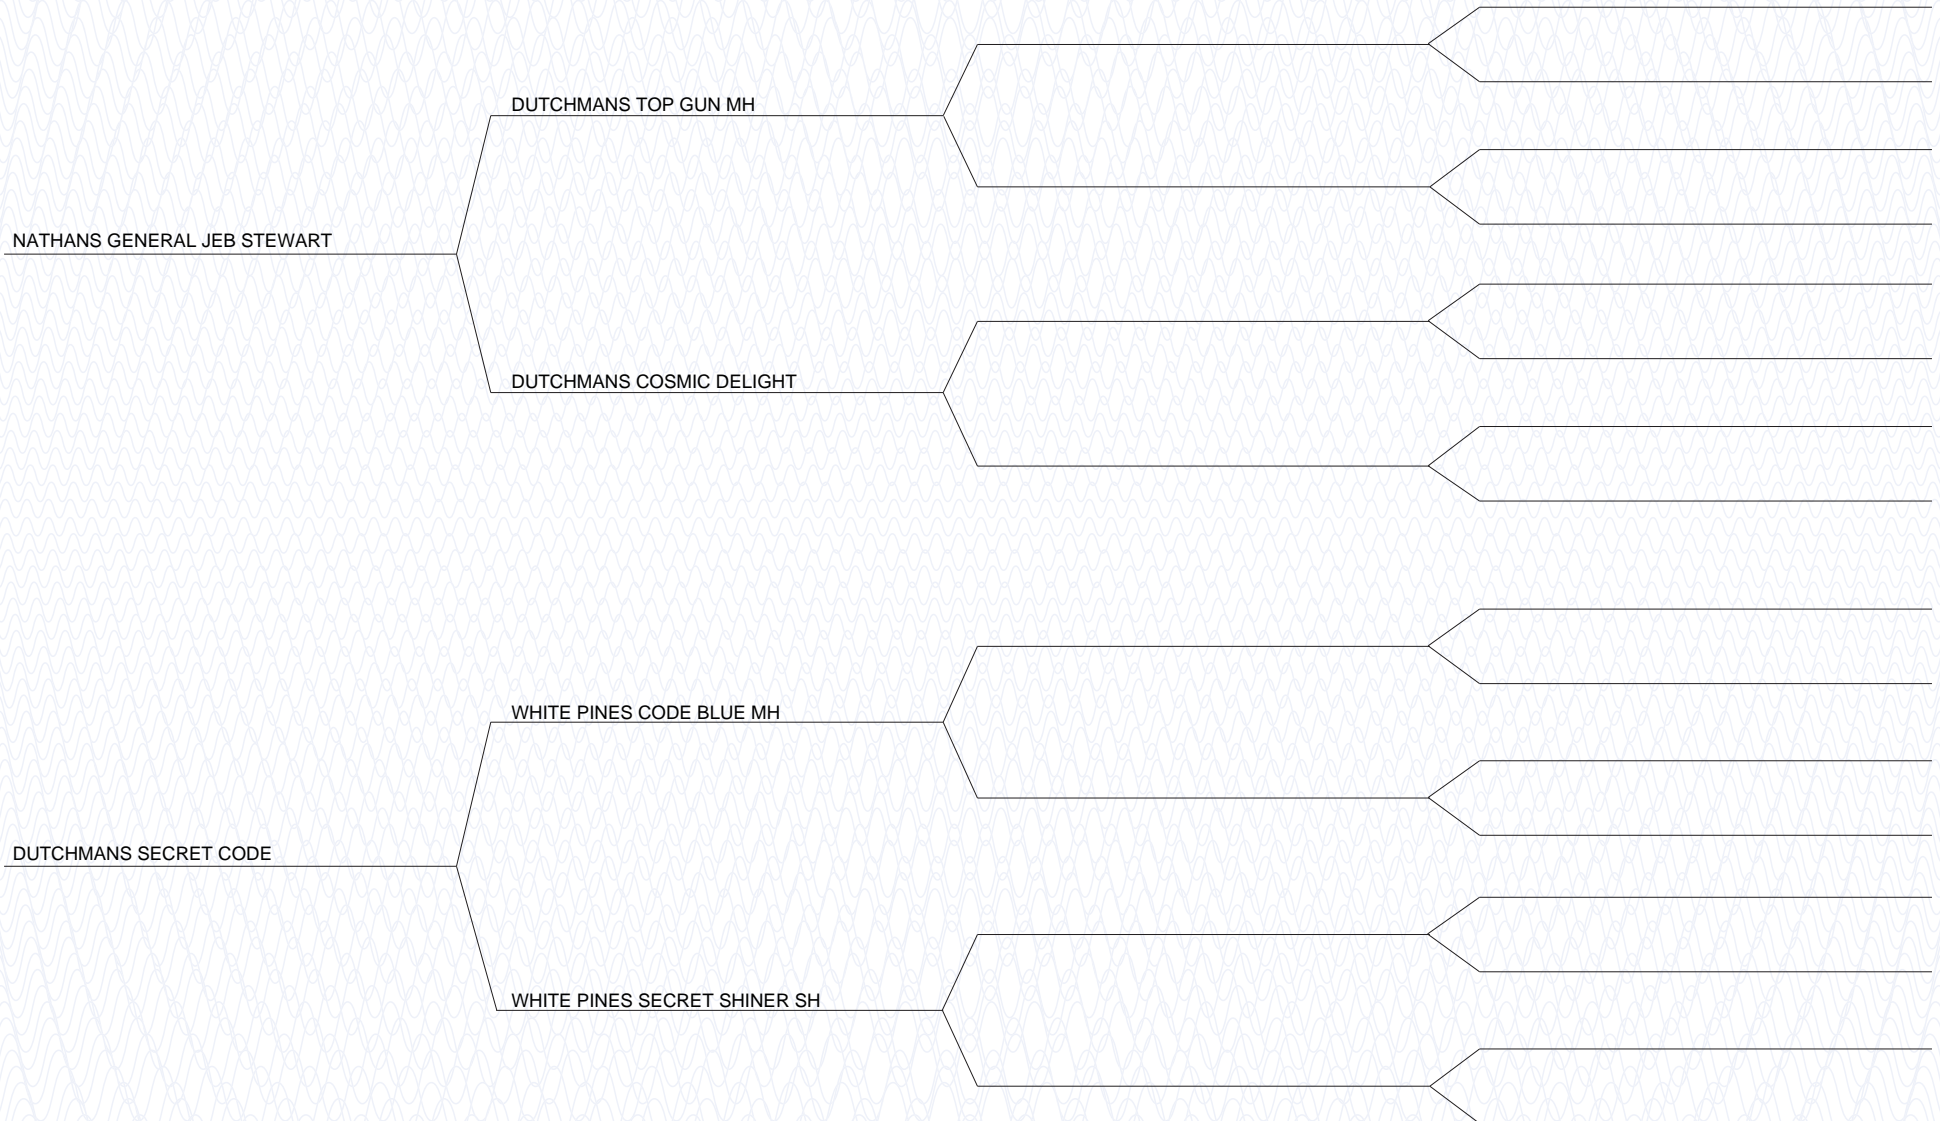 DUTCHMANS TOP GUN MH
NATHANS GENERAL JEB STEWART
DUTCHMANS COSMIC DELIGHT
WHITE PINES CODE BLUE MH
DUTCHMANS SECRET CODE
WHITE PINES SECRET SHINER SH